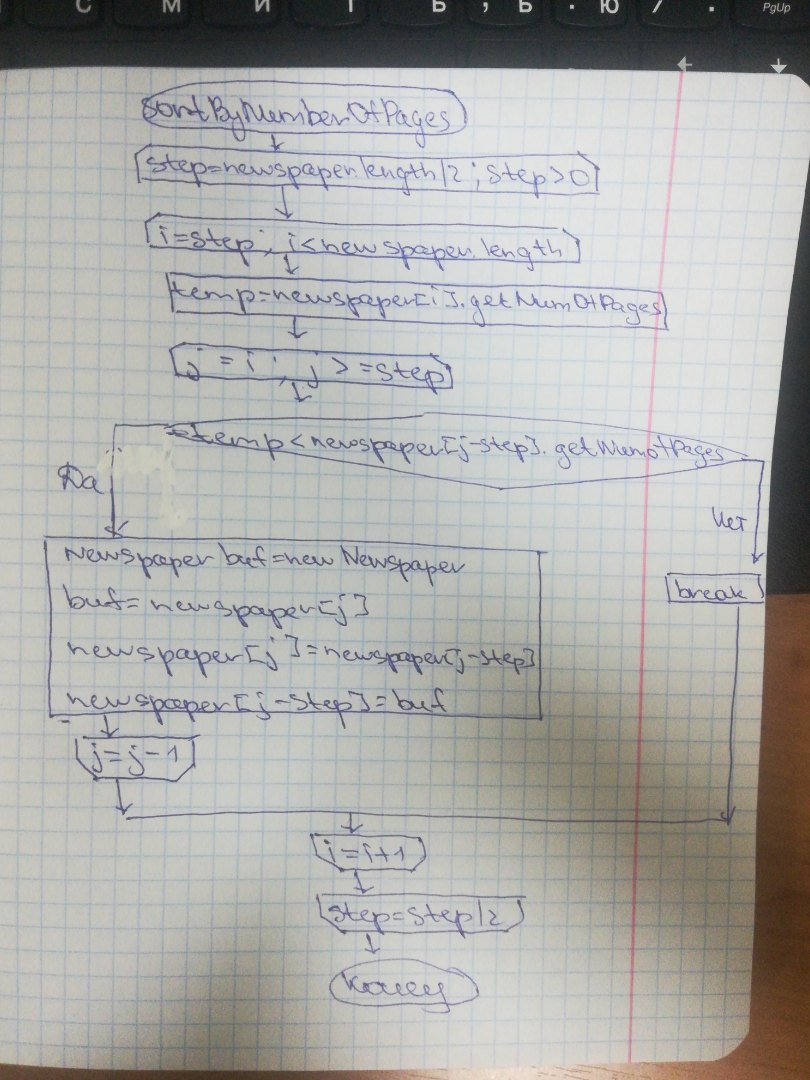 С М И Т Ь , Б . Ю / . PgUp
sortByNumberOfPages
step=newspaper.length/2 ; step>0
i=step; i<newspaper.length
temp=newspaper[i].getNumOfPages
j = i ; j >=step
temp<newspaper[j-step].getNumOfPages
Да
Нет
Newspaper buf=new Newspaper
break
buf= newspaper[j]
newspaper[j]=newspaper[j-step]
newspaper[j-step]=buf
j=j-1
i=i+1
step=step/2
Конец